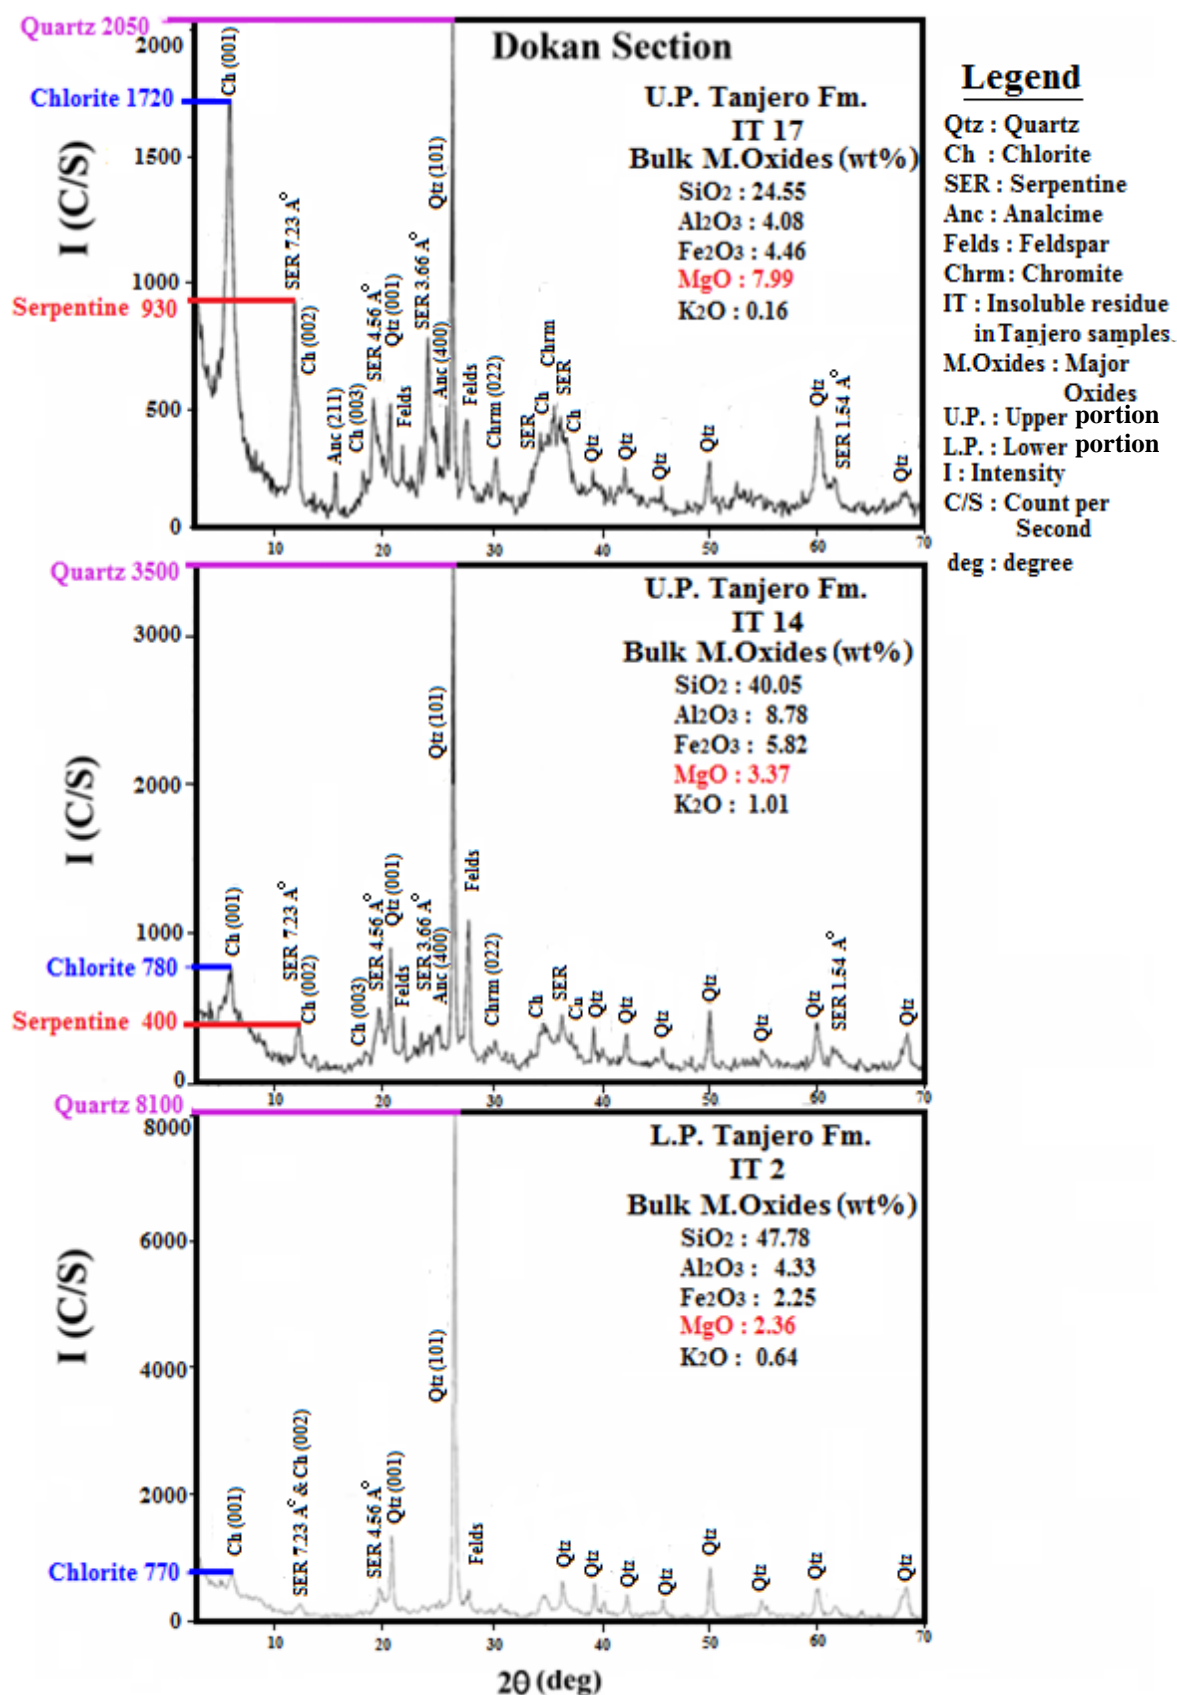 Dokan Section
Quartz 2050
2000
Chlorite 1720
1500
1000
Serpentine 930
500
0
I (C/S)
Ch (001)
SER 7.23 A°
Ch (002)
Anc (211)
Ch (003)
SER 4.56 A°
Qtz (001)
Felds
SER 3.66 A°
Anc (400)
Qtz (101)
Felds
Chrm (022)
SER
Ch
Chrm
SER
Ch
Qtz
Qtz
Qtz
Qtz
Qtz
SER 1.54 A°
Qtz
U.P. Tanjero Fm.
IT 17
Bulk M.Oxides (wt%)
SiO2 : 24.55
Al2O3 : 4.08
Fe2O3 : 4.46
MgO : 7.99
K2O : 0.16
10 20 30 40 50 60 70
Legend
Qtz : Quartz
Ch : Chlorite
SER : Serpentine
Anc : Analcime
Felds : Feldspar
Chrm : Chromite
IT : Insoluble residue
in Tanjero samples.
M.Oxides : Major
Oxides
U.P. : Upper portion
L.P. : Lower portion
I : Intensity
C/S : Count per
Second
deg : degree
Quartz 3500
3000
2000
1000
Chlorite 780
Serpentine 400
0
I (C/S)
Ch (001)
SER 7.23 A°
Ch (002)
Ch (003)
SER 4.56 A°
Qtz (001)
Felds
SER 3.66 A°
Anc (400)
Qtz (101)
Felds
Chrm (022)
Ch
SER
Cu
Qtz
Qtz
Qtz
Qtz
Qtz
Qtz
SER 1.54 A°
Qtz
U.P. Tanjero Fm.
IT 14
Bulk M.Oxides (wt%)
SiO2 : 40.05
Al2O3 : 8.78
Fe2O3 : 5.82
MgO : 3.37
K2O : 1.01
10 20 30 40 50 60 70
Quartz 8100
8000
6000
4000
2000
Chlorite 770
0
I (C/S)
Ch (001)
SER 7.23 A° & Ch (002)
SER 4.56 A°
Qtz (001)
Qtz (101)
Felds
Qtz
Qtz
Qtz
Qtz
Qtz
Qtz
Qtz
Qtz
L.P. Tanjero Fm.
IT 2
Bulk M.Oxides (wt%)
SiO2 : 47.78
Al2O3 : 4.33
Fe2O3 : 2.25
MgO : 2.36
K2O : 0.64
10 20 30 40 50 60 70
2θ (deg)